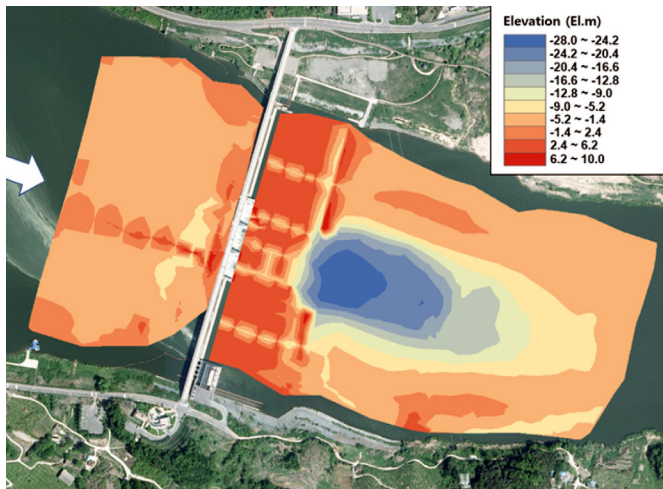 Elevation (El.m)
-28.0 ~ -24.2
-24.2 ~ -20.4
-20.4 ~ -16.6
-16.6 ~ -12.8
-12.8 ~ -9.0
-9.0 ~ -5.2
-5.2 ~ -1.4
-1.4 ~ 2.4
2.4 ~ 6.2
6.2 ~ 10.0